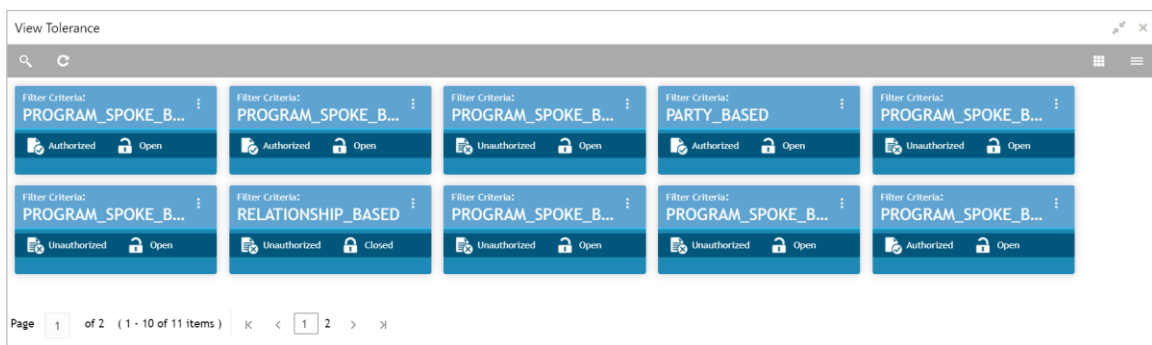 View Tolerance
Filter Criteria: Filter Criteria: Filter Criteria: Filter Criteria: Filter Criteria:
PROGRAM_SPOKE_B... PROGRAM_SPOKE_B... PROGRAM_SPOKE_B... PARTY_BASED PROGRAM_SPOKE_B...
Authorized Open Authorized Open Unauthorized Open Authorized Open Unauthorized Open
Filter Criteria: Filter Criteria: Filter Criteria: Filter Criteria: Filter Criteria:
PROGRAM_SPOKE_B... RELATIONSHIP_BASED PROGRAM_SPOKE_B... PROGRAM_SPOKE_B... PROGRAM_SPOKE_B...
Unauthorized Open Unauthorized Closed Unauthorized Open Unauthorized Open Authorized Open
Page 1 of 2 ( 1 - 10 of 11 items ) 1 2